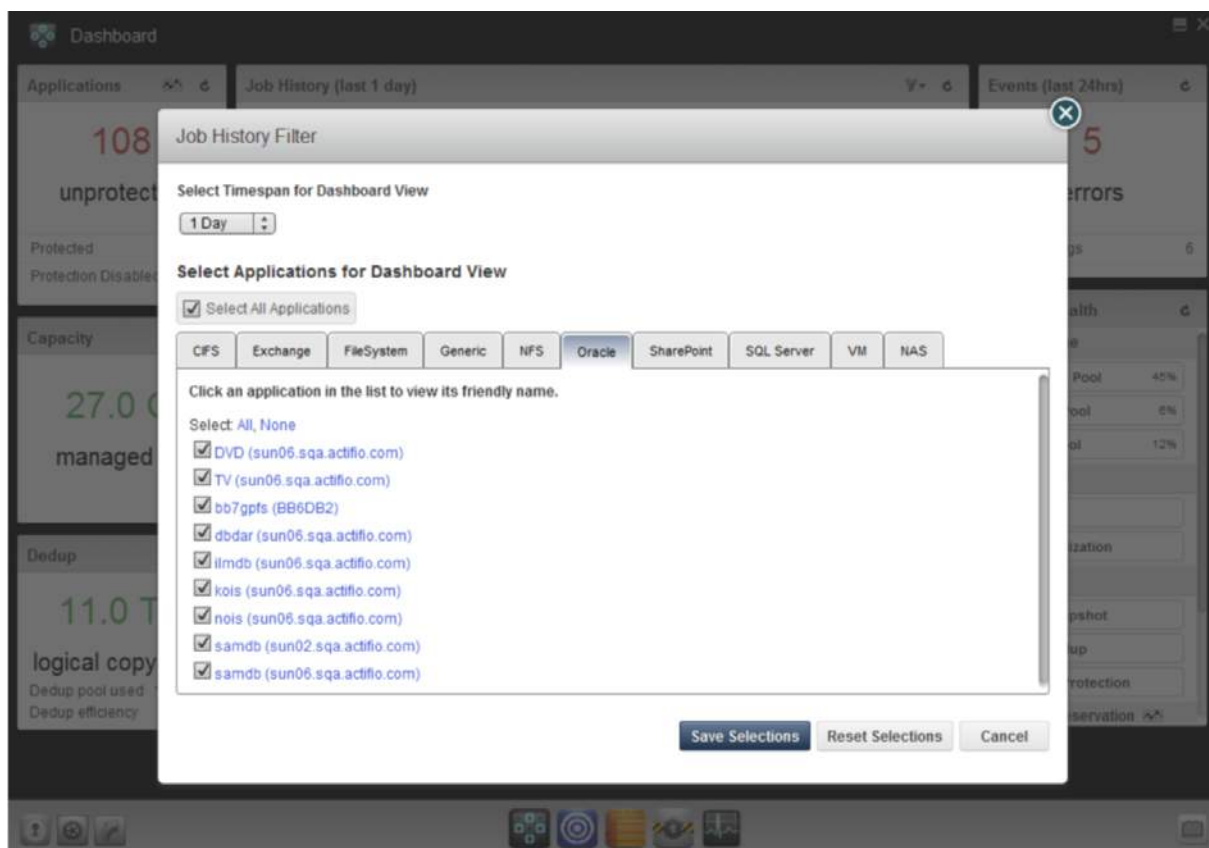 Dashboard
Applications
Job History (last 1 day)
Events (last 24hrs)
108
unprotect
Protected
Protection Disabled
5
errors
gs 6
Job History Filter
Select Timespan for Dashboard View
1 Day
Select Applications for Dashboard View
Select All Applications
CIFS Exchange FileSystem Generic NFS Oracle SharePoint SQL Server VM NAS
Click an application in the list to view its friendly name.
Select: All, None
DVD (sun06.sqa.actifio.com)
TV (sun06.sqa.actifio.com)
bb7gpfs (BB6DB2)
dbdar (sun06.sqa.actifio.com)
ilmdb (sun06.sqa.actifio.com)
kois (sun06.sqa.actifio.com)
nois (sun06.sqa.actifio.com)
samdb (sun02.sqa.actifio.com)
samdb (sun06.sqa.actifio.com)
Save Selections Reset Selections Cancel
Capacity
27.0
managed
Dedup
11.0 T
logical copy
Dedup pool used
Dedup efficiency
alth
e
Pool 45%
ool 6%
ol 12%
ization
pshot
up
rotection
servation